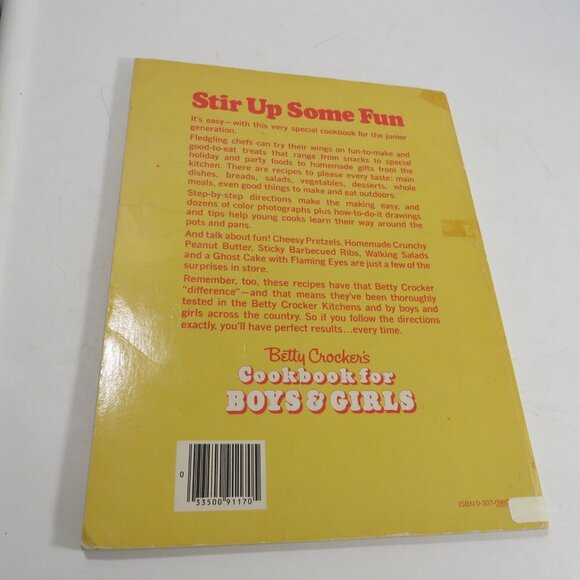 Stir Up Some Fun
It's easy—with this very special cookbook for the junior
generation.
Fledgling chefs can try their wings on fun-to-make and
good-to-eat treats that range from snacks to special
holiday and party foods to homemade gifts from the
kitchen. There are recipes to please every taste: main
dishes, breads, salads, vegetables, desserts, whole
meals, even good things to make and eat outdoors.
Step-by-step directions make the making easy, and
dozens of color photographs plus how-to-do-it drawings
and tips help young cooks learn their way around the
pots and pans.
And talk about fun! Cheesy Pretzels, Homemade Crunchy
Peanut Butter, Sticky Barbecued Ribs, Walking Salads
and a Ghost Cake with Flaming Eyes are just a few of the
surprises in store.
Remember, too, these recipes have that Betty Crocker
"difference"—and that means they've been thoroughly
tested in the Betty Crocker Kitchens and by boys and
girls across the country. So if you follow the directions
exactly, you'll have perfect results...every time.
Betty Crocker's
Cookbook for
BOYS & GIRLS
0
33500 91170
ISBN 0-307-099